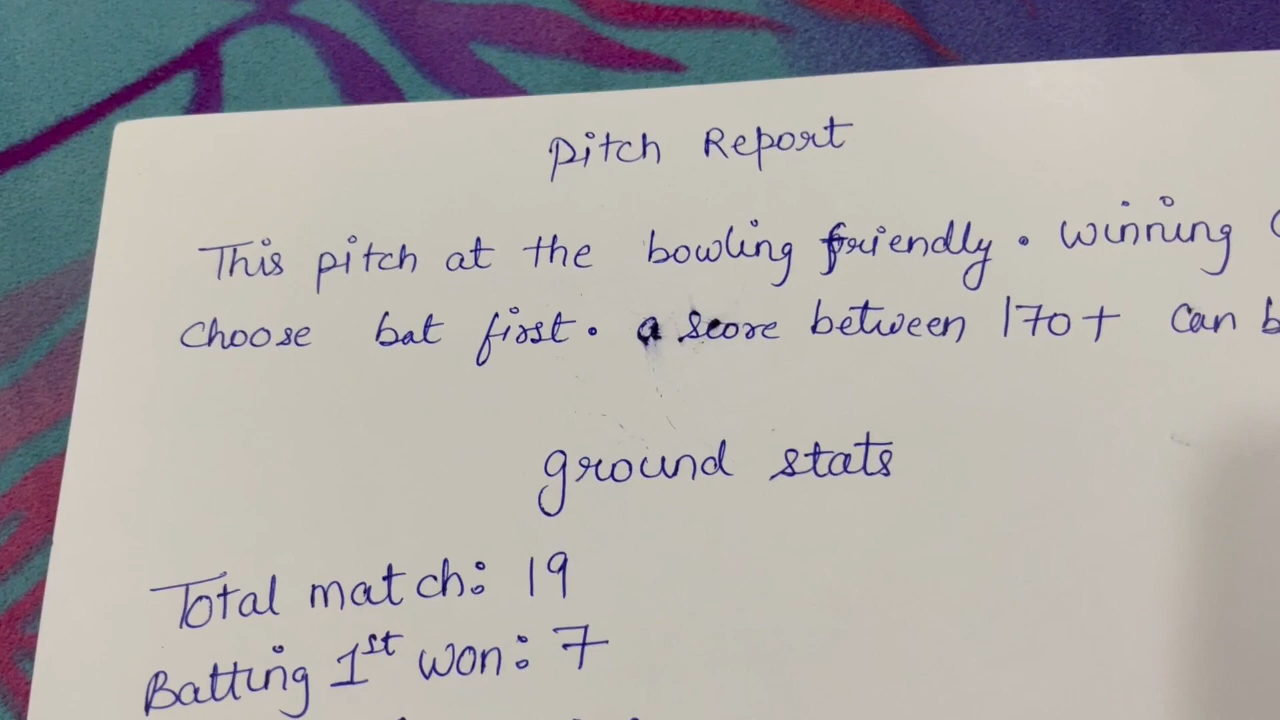 Pitch Report
This pitch at the bowling friendly. winning
choose bat first. a score between 170+ can
ground stats
Total match: 19
Batting 1st won: 7